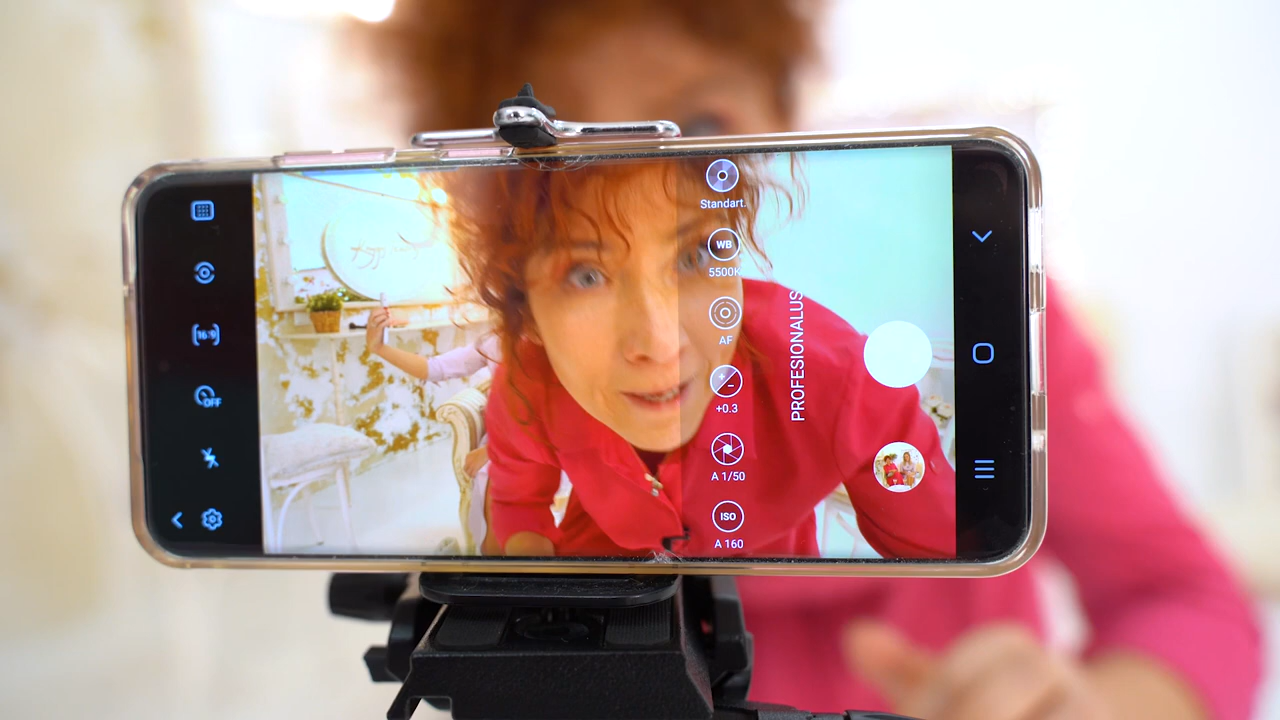 16:9
OFF
Standart.
WB
5500K
AF
+0.3
A 1/50
ISO
A 160
PROFESIONALUS